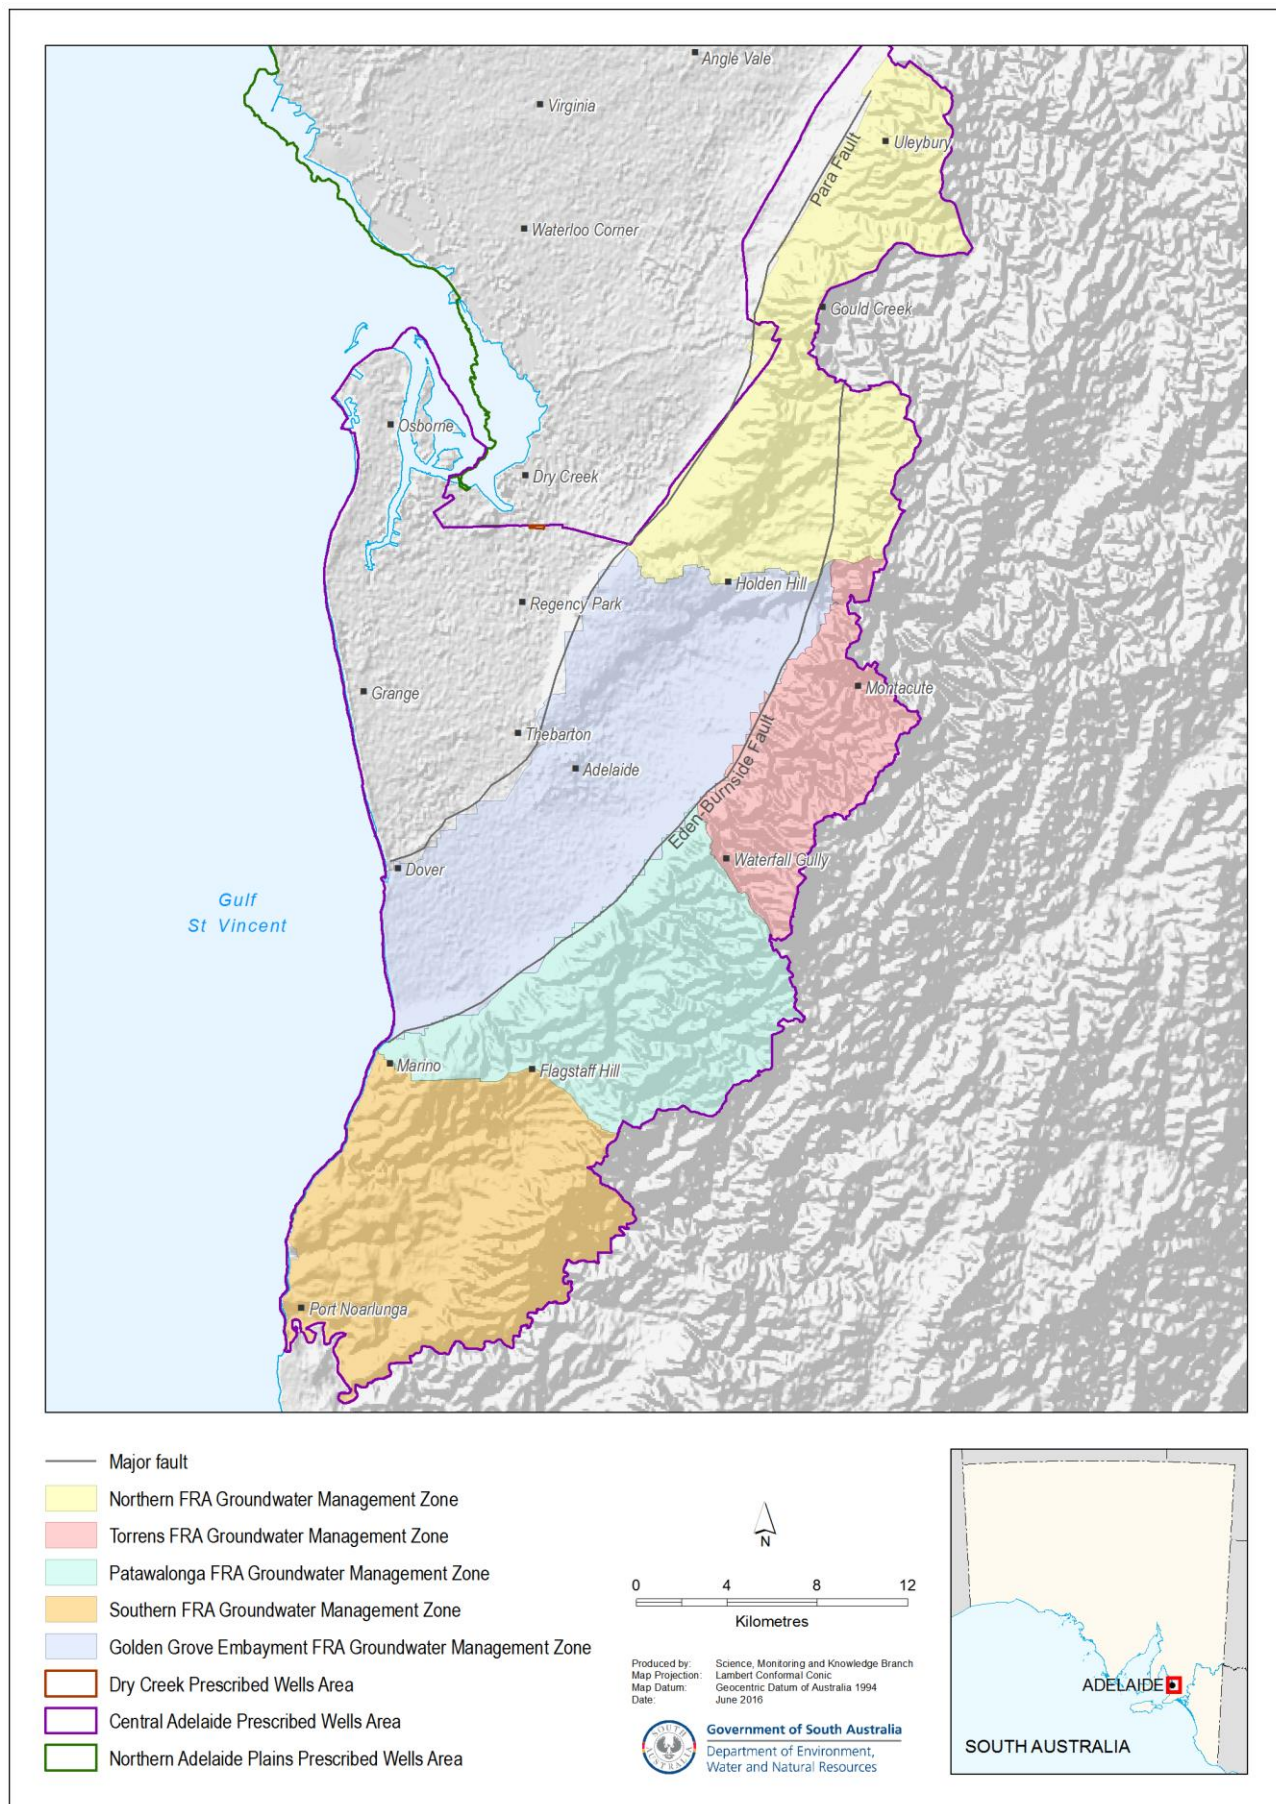 Angle Vale
Virginia
Uleybury
Para Fault
Waterloo Corner
Gould Creek
Osborne
Dry Creek
Holden Hill
Regency Park
Montacute
Grange
Thebarton
Adelaide
Eden-Burnside Fault
Waterfall Gully
Dover
Gulf
St Vincent
Marino
Flagstaff Hill
Port Noarlunga
Major fault
Northern FRA Groundwater Management Zone
Torrens FRA Groundwater Management Zone
Patawalonga FRA Groundwater Management Zone
Southern FRA Groundwater Management Zone
Golden Grove Embayment FRA Groundwater Management Zone
Dry Creek Prescribed Wells Area
Central Adelaide Prescribed Wells Area
Northern Adelaide Plains Prescribed Wells Area
N
0 4 8 12
Kilometres
Produced by: Science, Monitoring and Knowledge Branch
Map Projection: Lambert Conformal Conic
Map Datum: Geocentric Datum of Australia 1994
Date: June 2016
SOUTH AUSTRALIA
Government of South Australia
Department of Environment,
Water and Natural Resources
ADELAIDE
SOUTH AUSTRALIA